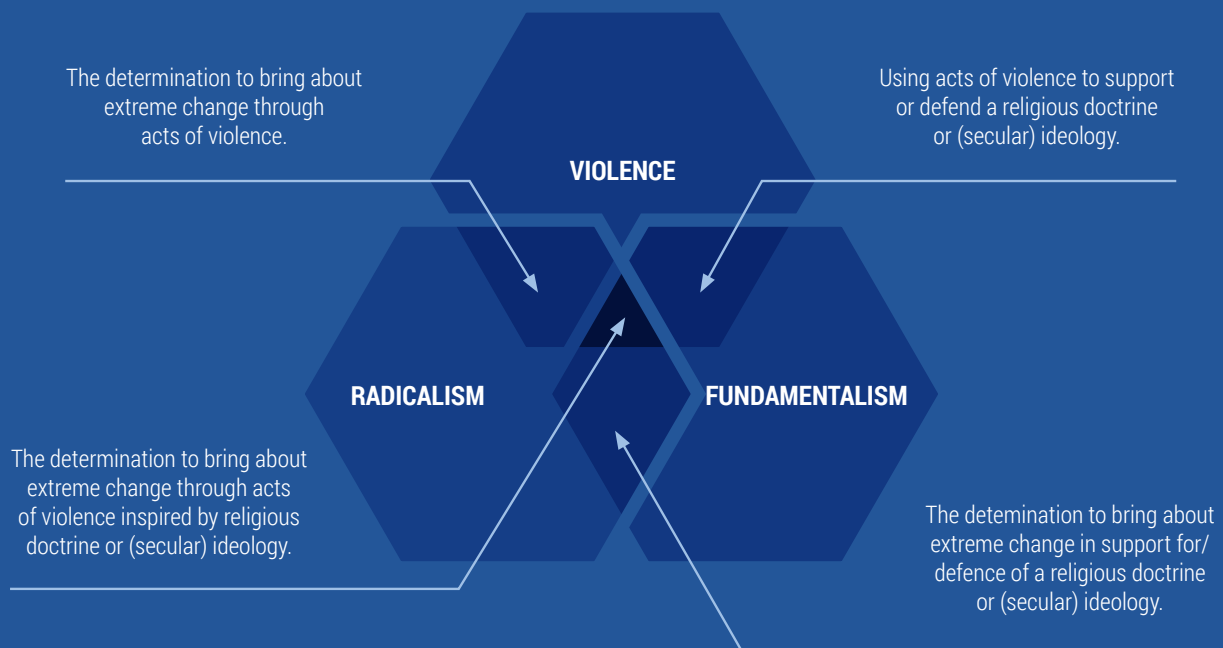 The determination to bring about
extreme change through
acts of violence.
Using acts of violence to support
or defend a religious doctrine
or (secular) ideology.
VIOLENCE
RADICALISM
FUNDAMENTALISM
The determination to bring about
extreme change through acts
of violence inspired by religious
doctrine or (secular) ideology.
The detemination to bring about
extreme change in support for/
defence of a religious doctrine
or (secular) ideology.